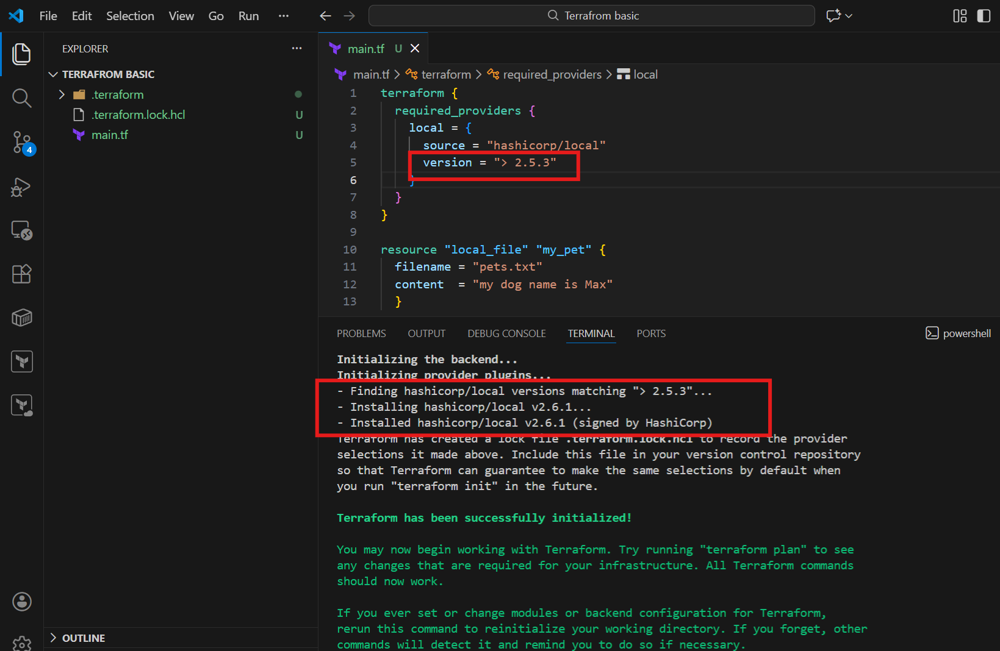 File Edit Selection View Go Run ··· Terrafrom basic
EXPLORER ···
TERRAFROM BASIC
.terraform
.terraform.lock.hcl U
main.tf U
4
OUTLINE
main.tf U
main.tf > terraform > required_providers > local
1 terraform {
2 required_providers {
3 local = {
4 source = "hashicorp/local"
5 version = "> 2.5.3"
6 }
7 }
8 }
9
10 resource "local_file" "my_pet" {
11 filename = "pets.txt"
12 content  = "my dog name is Max"
13 }
PROBLEMS OUTPUT DEBUG CONSOLE TERMINAL PORTS powershell
Initializing the backend...
Initializing provider plugins...
- Finding hashicorp/local versions matching "> 2.5.3"...
- Installing hashicorp/local v2.6.1...
- Installed hashicorp/local v2.6.1 (signed by HashiCorp)
Terraform has created a lock file .terraform.lock.hcl to record the provider
selections it made above. Include this file in your version control repository
so that Terraform can guarantee to make the same selections by default when
you run "terraform init" in the future.
Terraform has been successfully initialized!
You may now begin working with Terraform. Try running "terraform plan" to see
any changes that are required for your infrastructure. All Terraform commands
should now work.
If you ever set or change modules or backend configuration for Terraform,
rerun this command to reinitialize your working directory. If you forget, other
commands will detect it and remind you to do so if necessary.